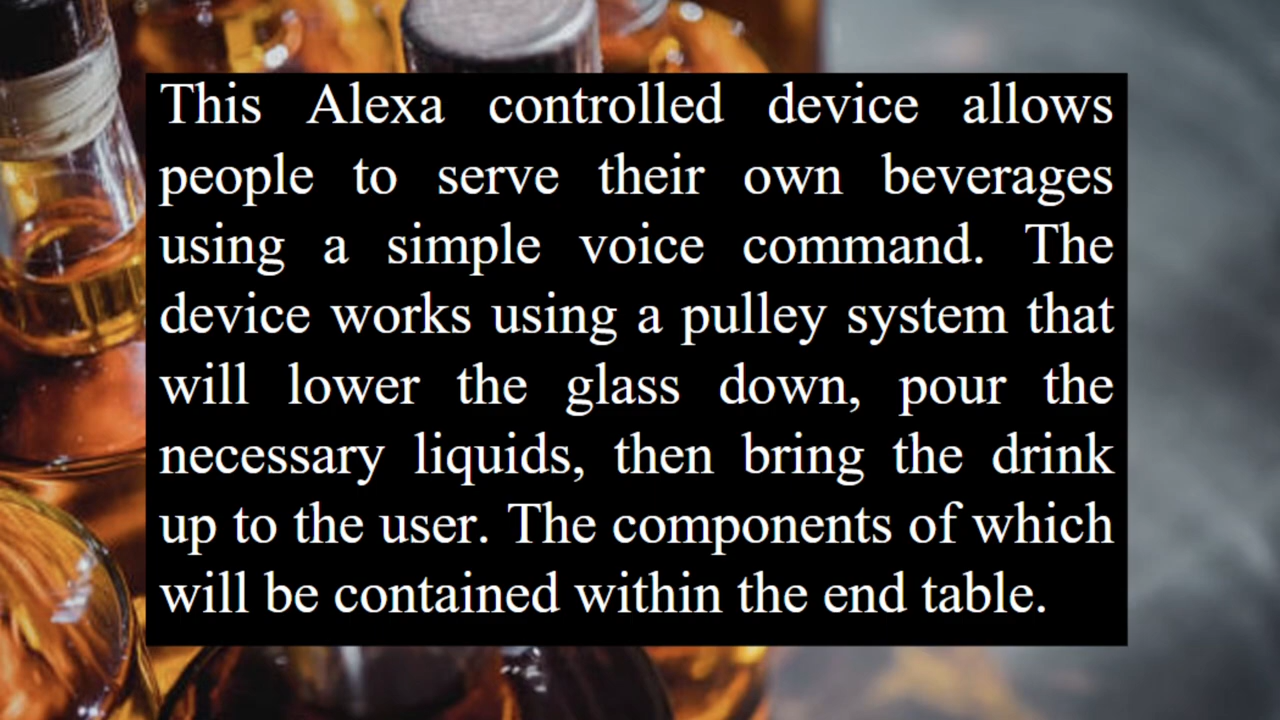 This Alexa controlled device allows
people to serve their own beverages
using a simple voice command. The
device works using a pulley system that
will lower the glass down, pour the
necessary liquids, then bring the drink
up to the user. The components of which
will be contained within the end table.